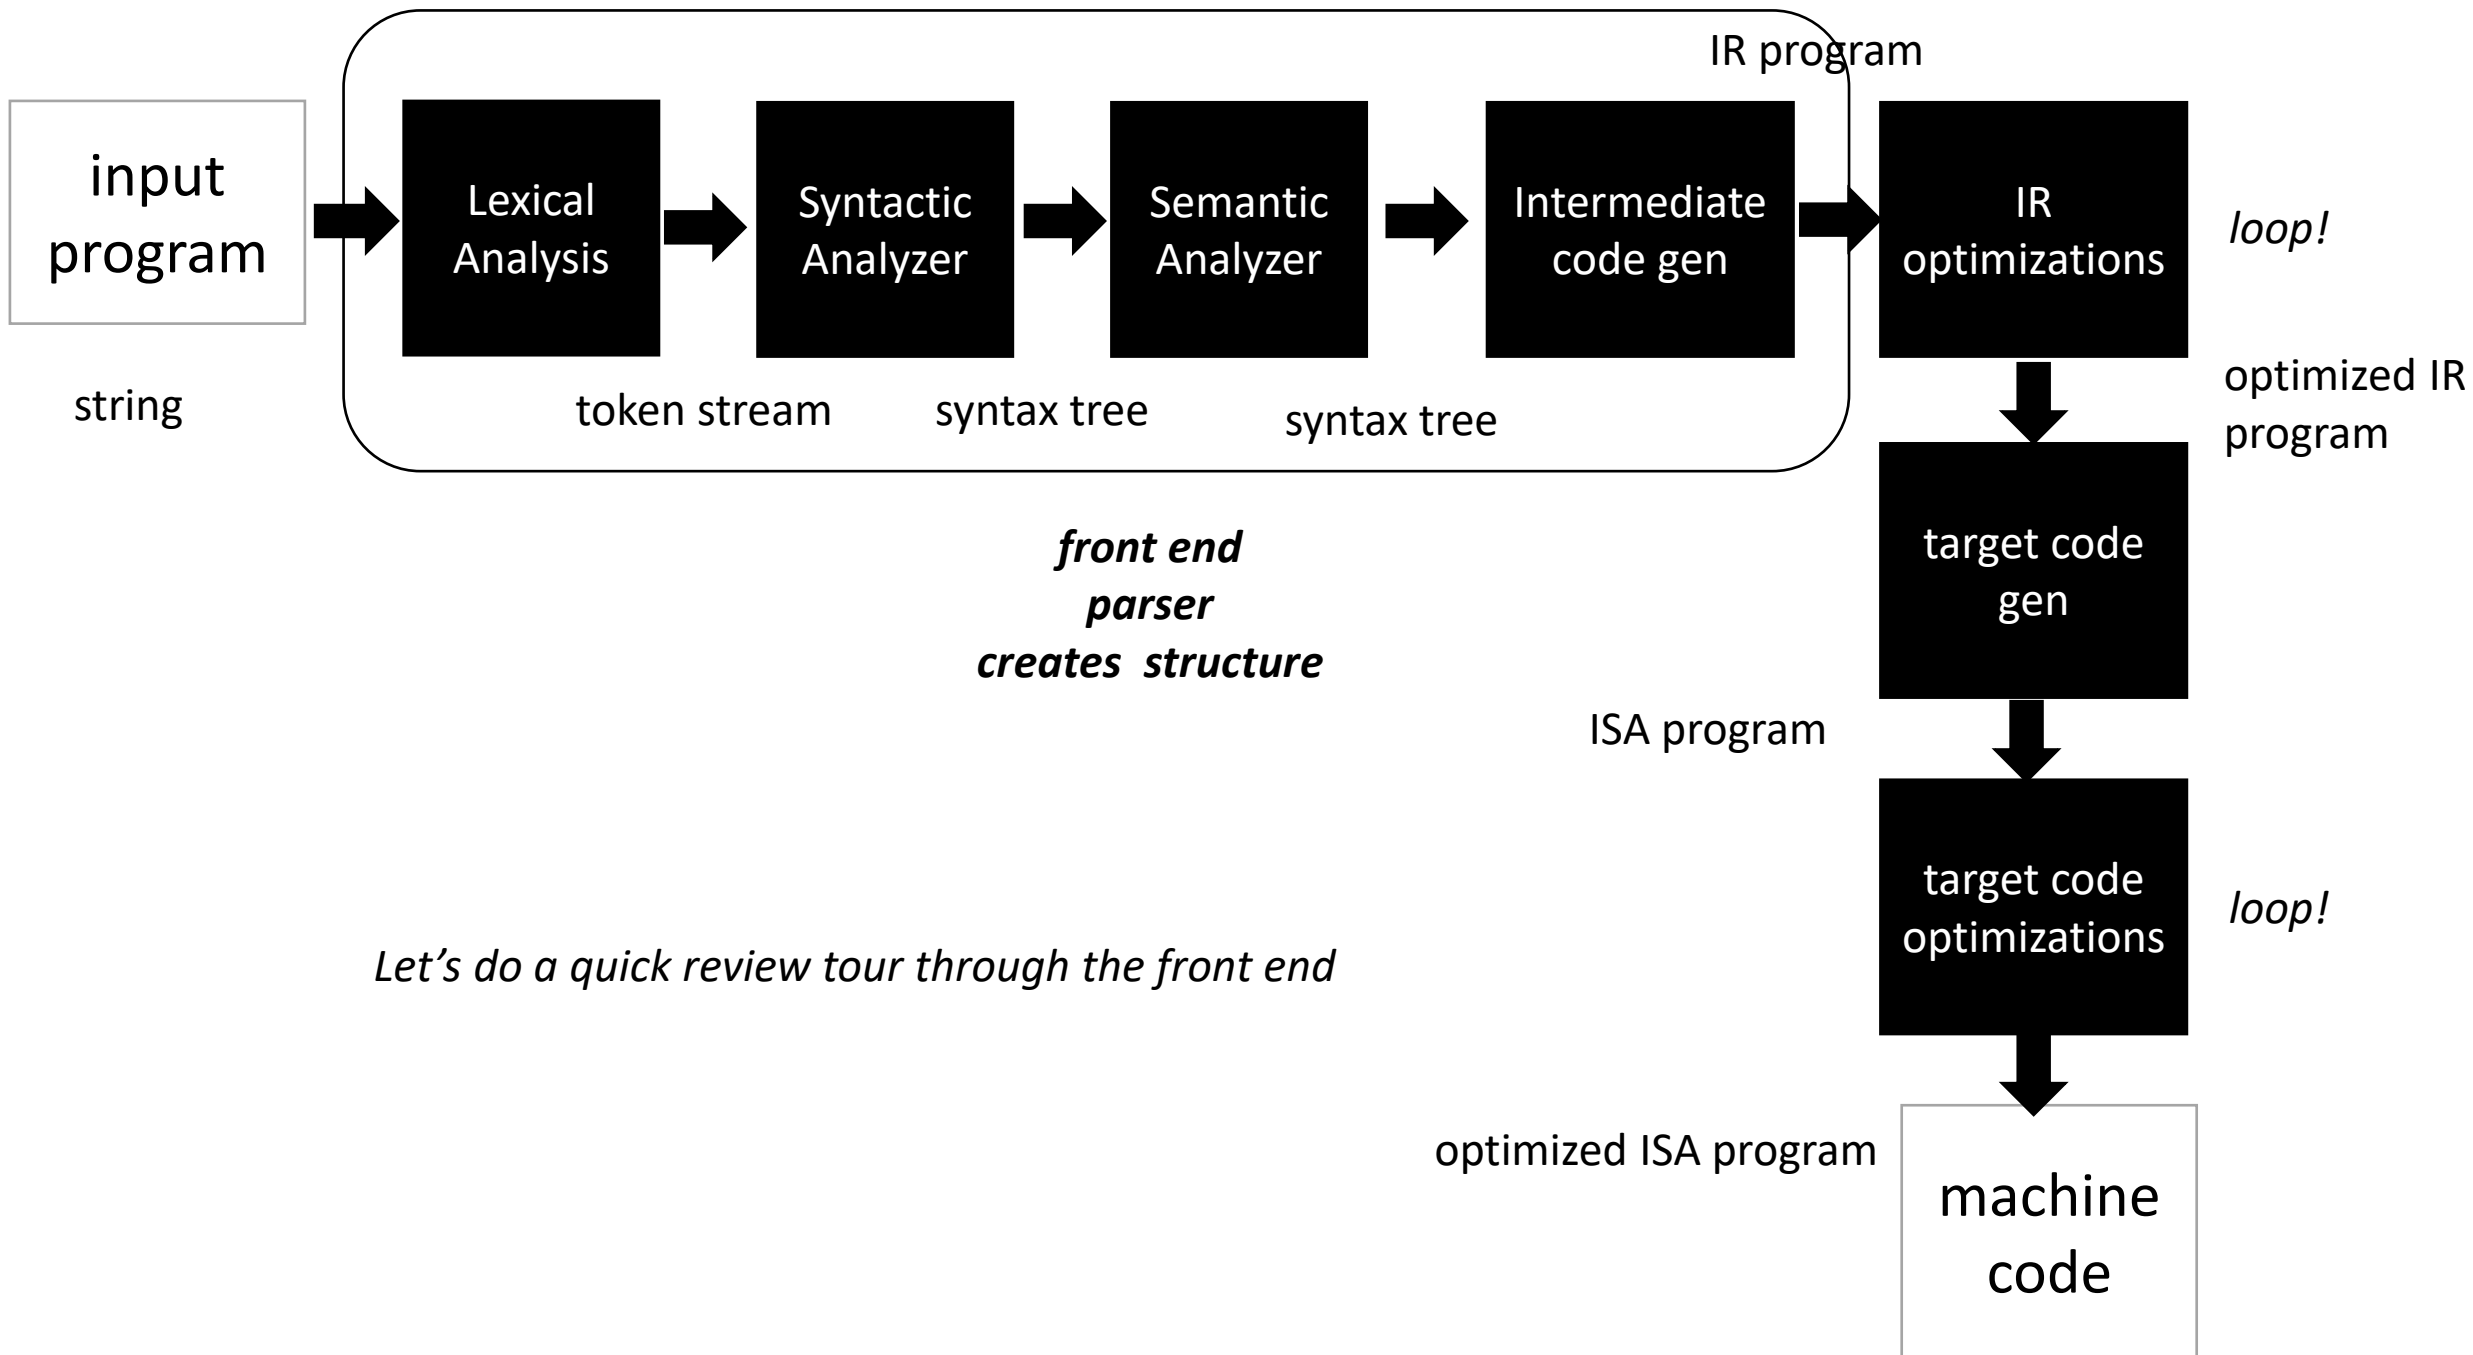 IR program
input
program
Lexical
Analysis
Syntactic
Analyzer
Semantic
Analyzer
Intermediate
code gen
IR
optimizations
loop!
string
token stream
syntax tree
syntax tree
optimized IR
program
front end
parser
creates  structure
target code
gen
ISA program
target code
optimizations
loop!
Let’s do a quick review tour through the front end
optimized ISA program
machine
code